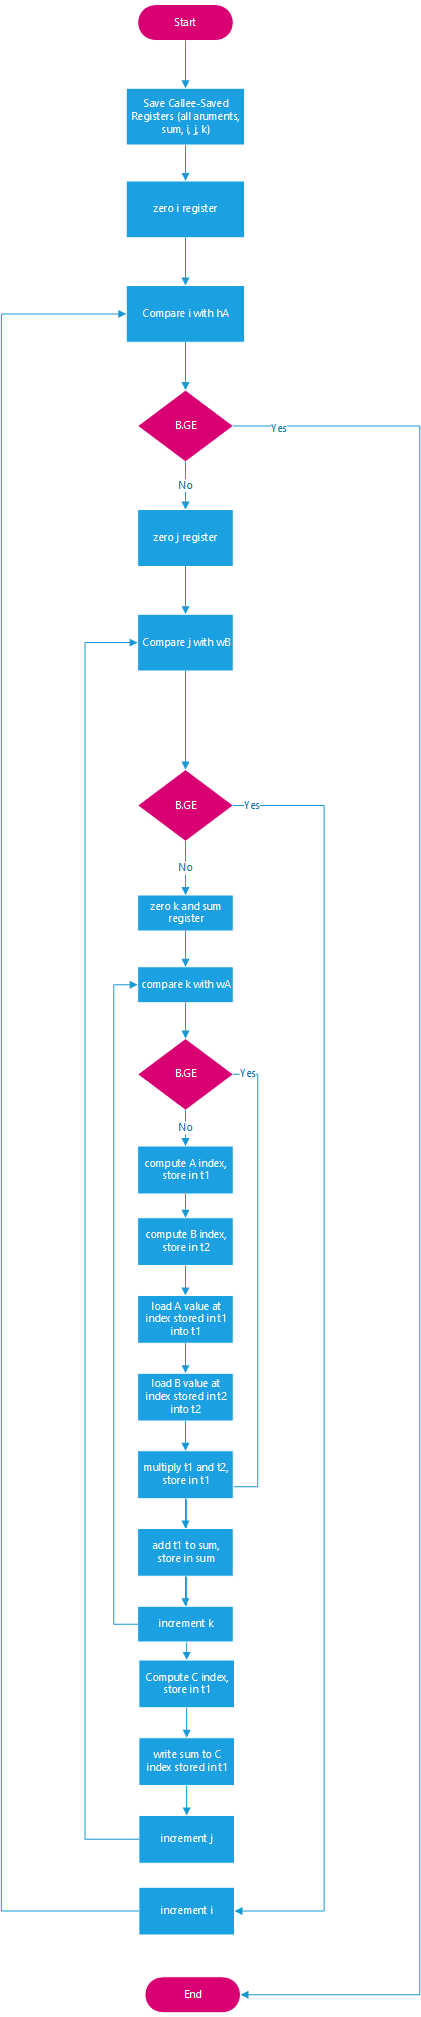 Start
Save Callee-Saved
Registers (all aruments,
sum, i, j, k)
zero i register
Compare i with hA
B.GE
Yes
No
zero j register
Compare j with wB
B.GE
Yes
No
zero k and sum
register
compare k with wA
B.GE
Yes
No
compute A index,
store in t1
compute B index,
store in t2
load A value at
index stored in t1
into t1
load B value at
index stored in t2
into t2
multiply t1 and t2,
store in t1
add t1 to sum,
store in sum
increment k
Compute C index,
store in t1
write sum to C
index stored in t1
increment j
increment i
End